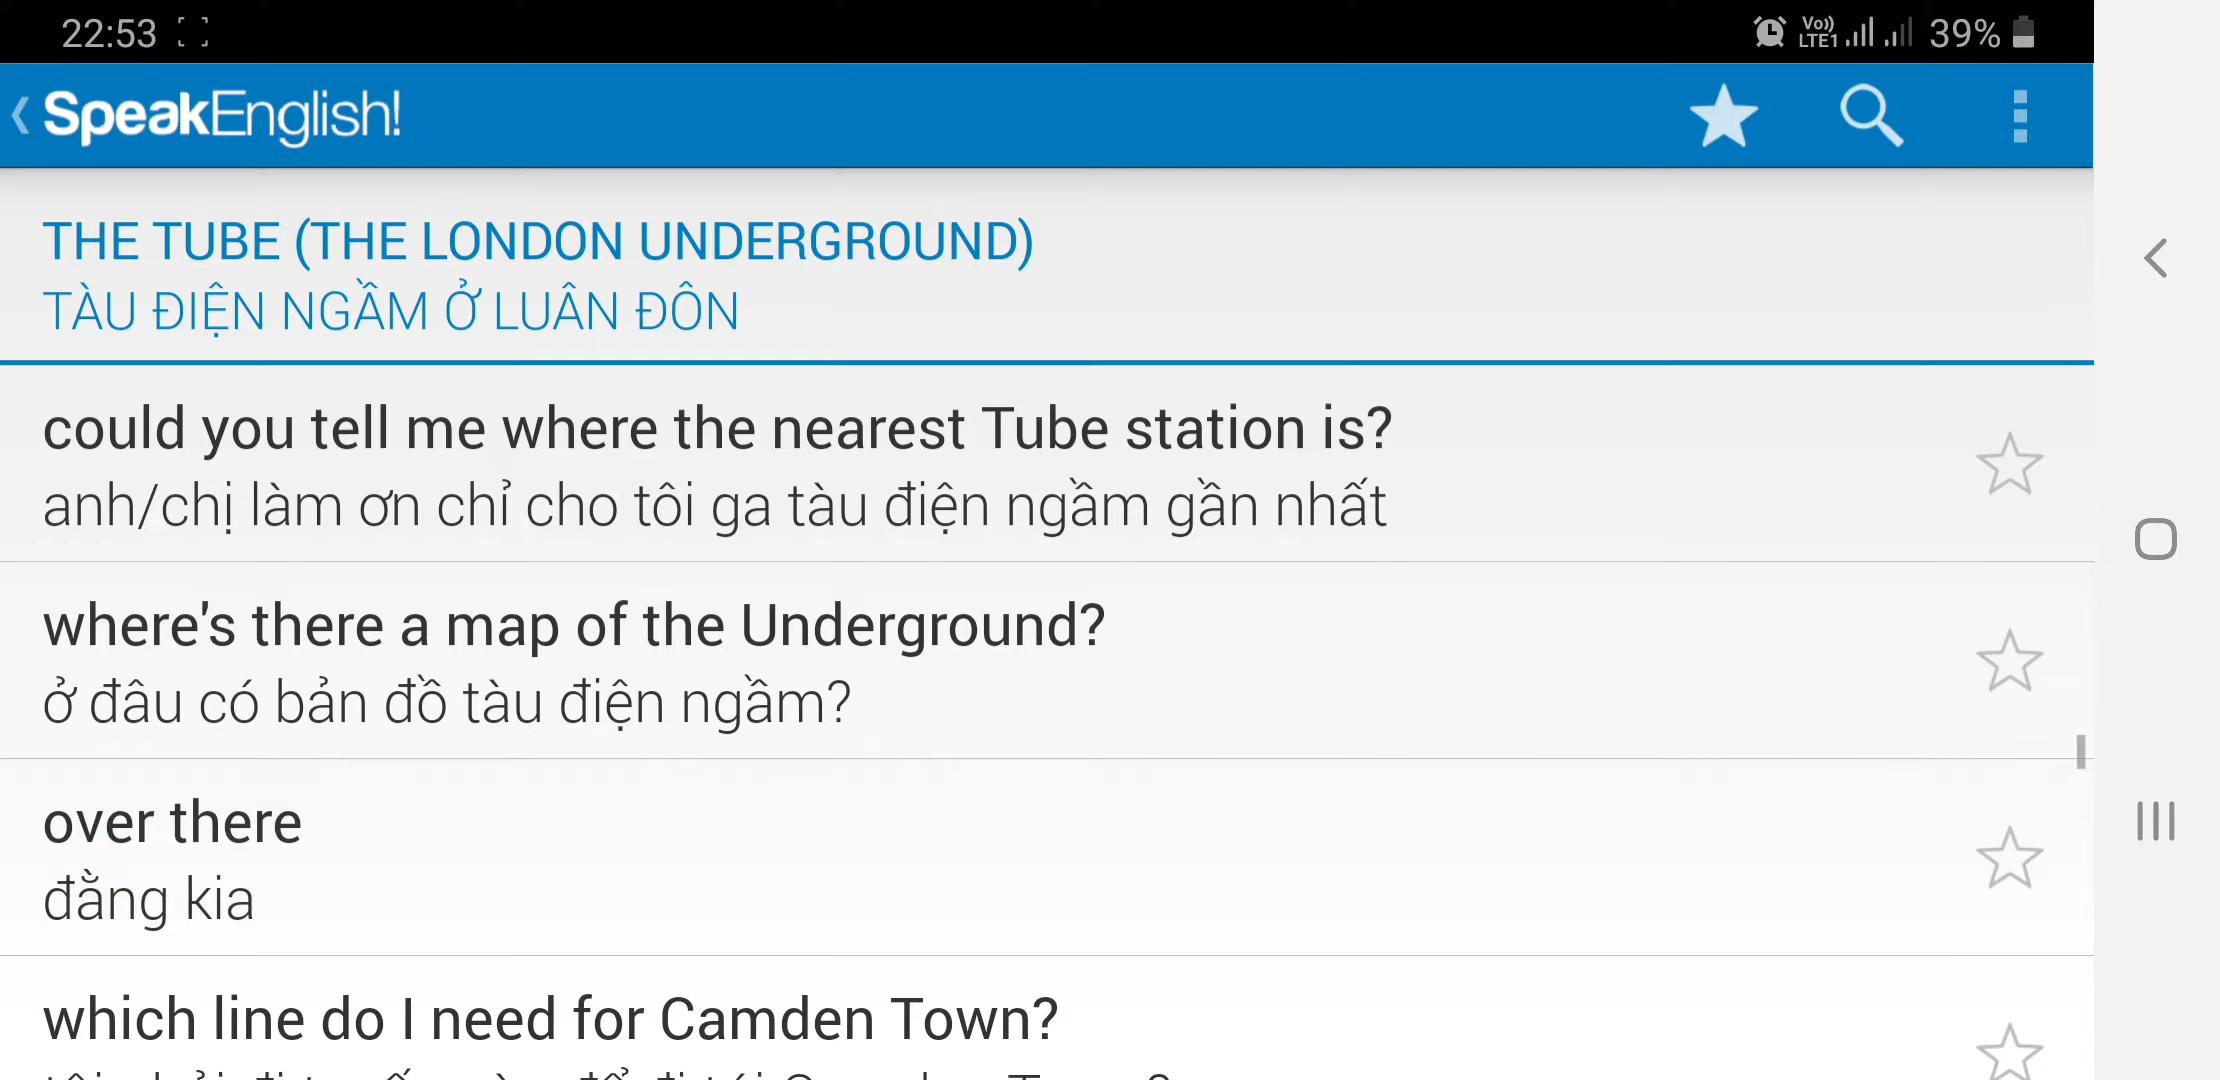 22:53
Vo)) LTE1 39%
SpeakEnglish!
THE TUBE (THE LONDON UNDERGROUND)
TÀU ĐIỆN NGẦM Ở LUÂN ĐÔN
could you tell me where the nearest Tube station is?
anh/chị làm ơn chỉ cho tôi ga tàu điện ngầm gần nhất
where's there a map of the Underground?
ở đâu có bản đồ tàu điện ngầm?
over there
đằng kia
which line do I need for Camden Town?